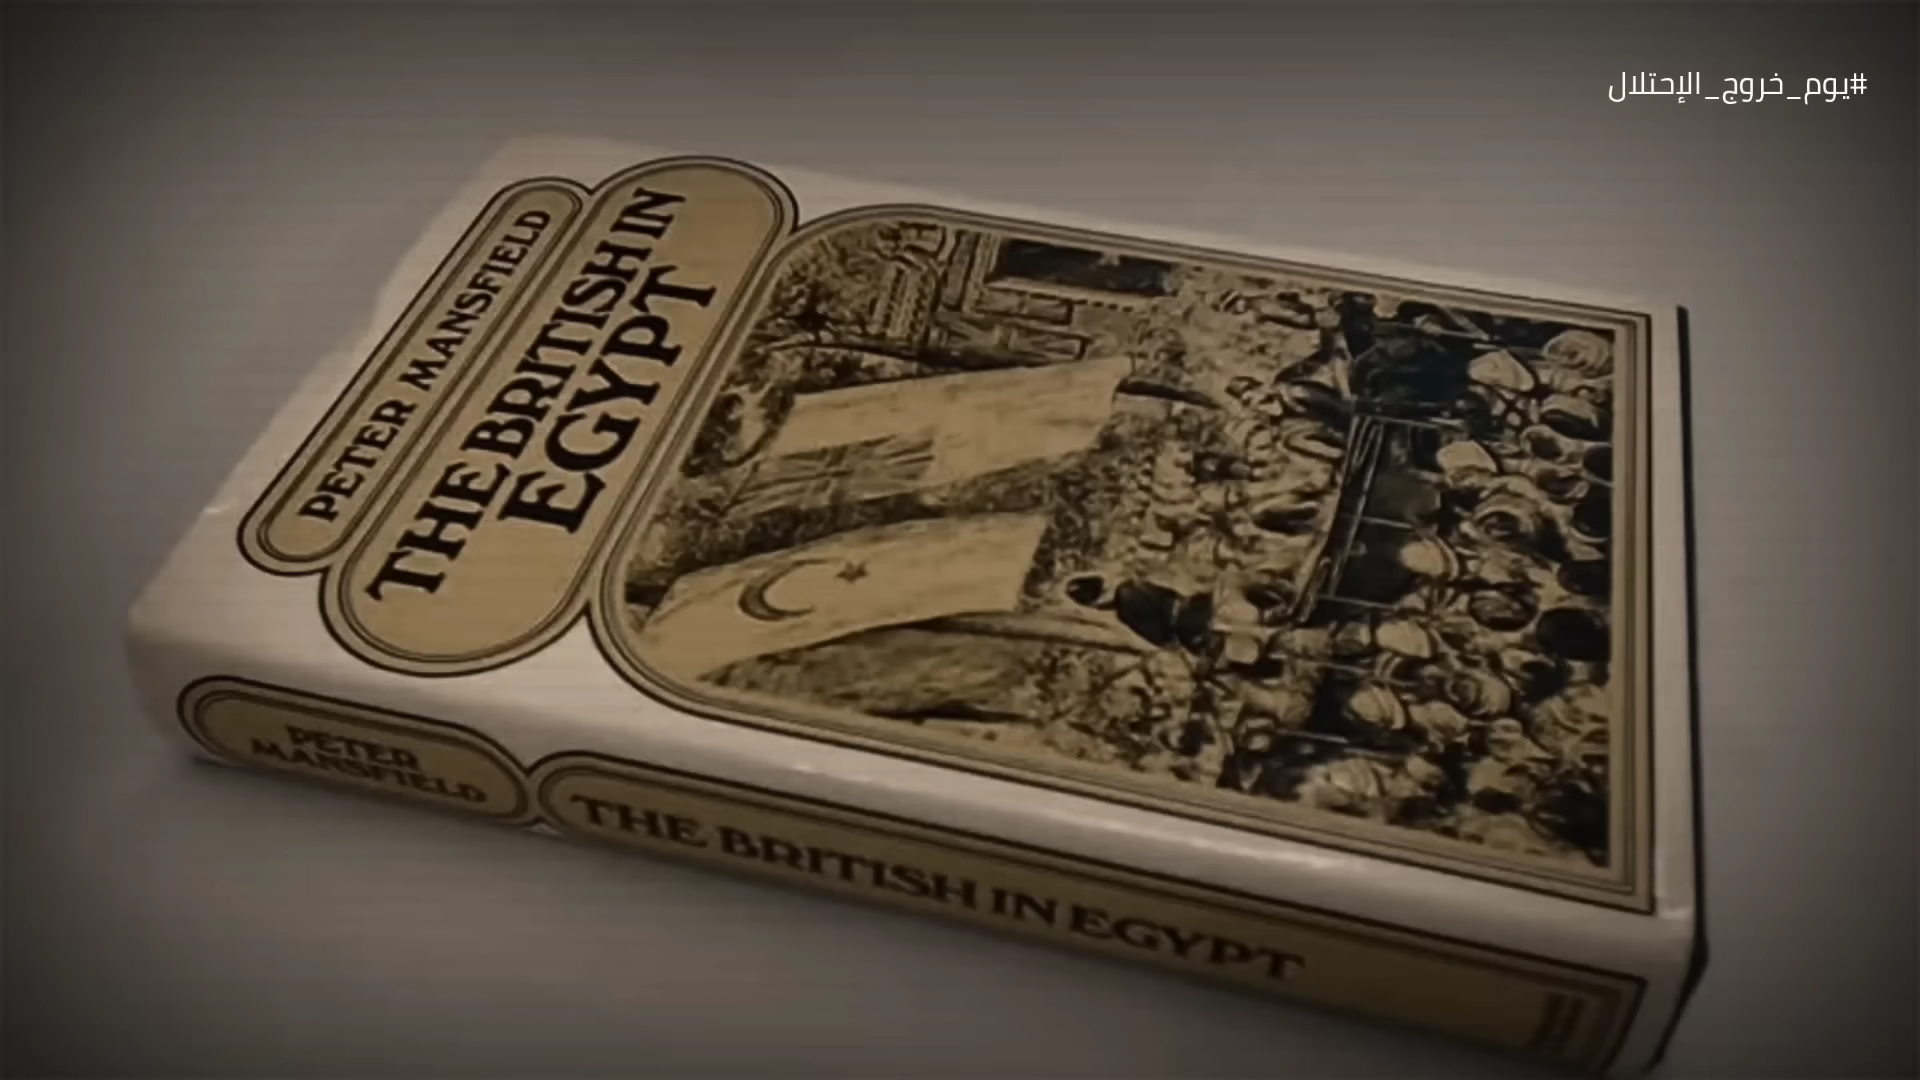 #يوم_خروج_الإحتلال
PETER MANSFIELD
THE BRITISH IN
EGYPT
PETER
MANSFIELD
THE BRITISH IN EGYPT